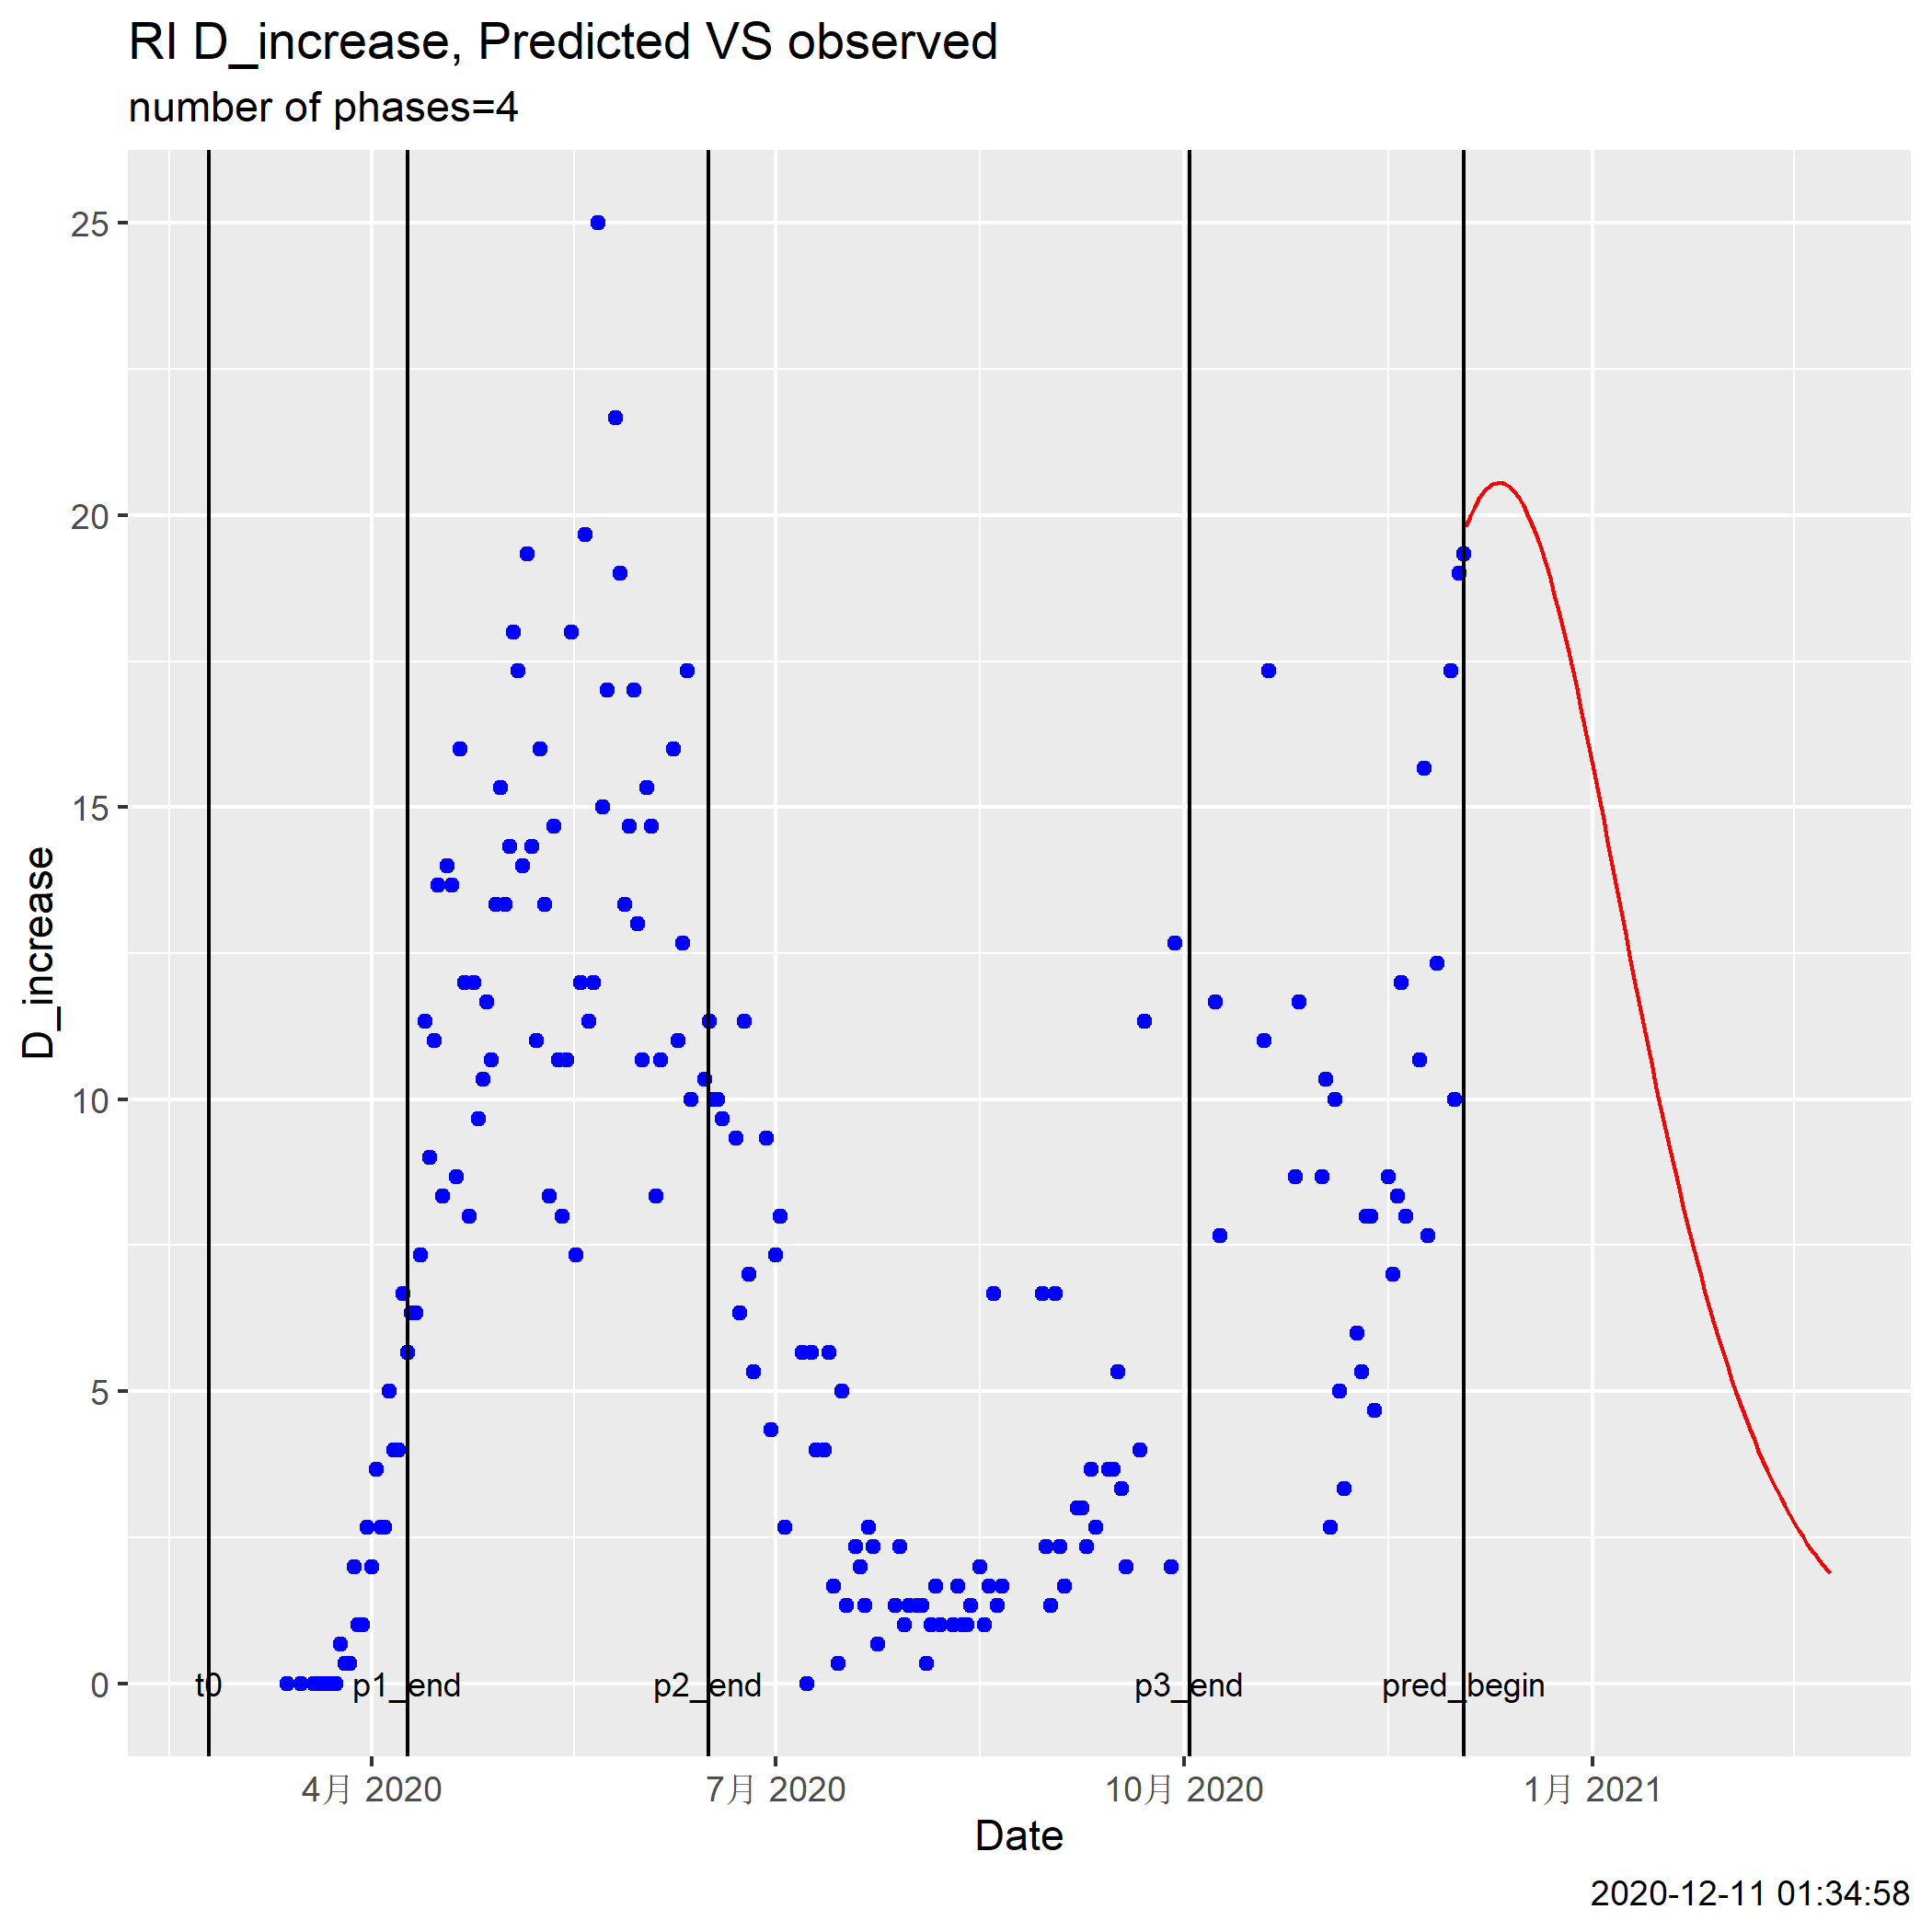 RI D_increase, Predicted VS observed
number of phases=4
25
20
15
10
5
0
D_increase
t0
p1_end
p2_end
p3_end
pred_begin
4月 2020
7月 2020
10月 2020
1月 2021
Date
2020-12-11 01:34:58